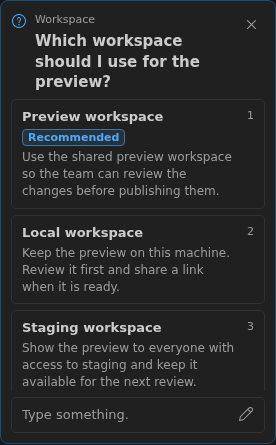 Workspace
Which workspace
should I use for the
preview?
Preview workspace 1
Recommended
Use the shared preview workspace
so the team can review the
changes before publishing them.
Local workspace 2
Keep the preview on this machine.
Review it first and share a link
when it is ready.
Staging workspace 3
Show the preview to everyone with
access to staging and keep it
available for the next review.
Type something.